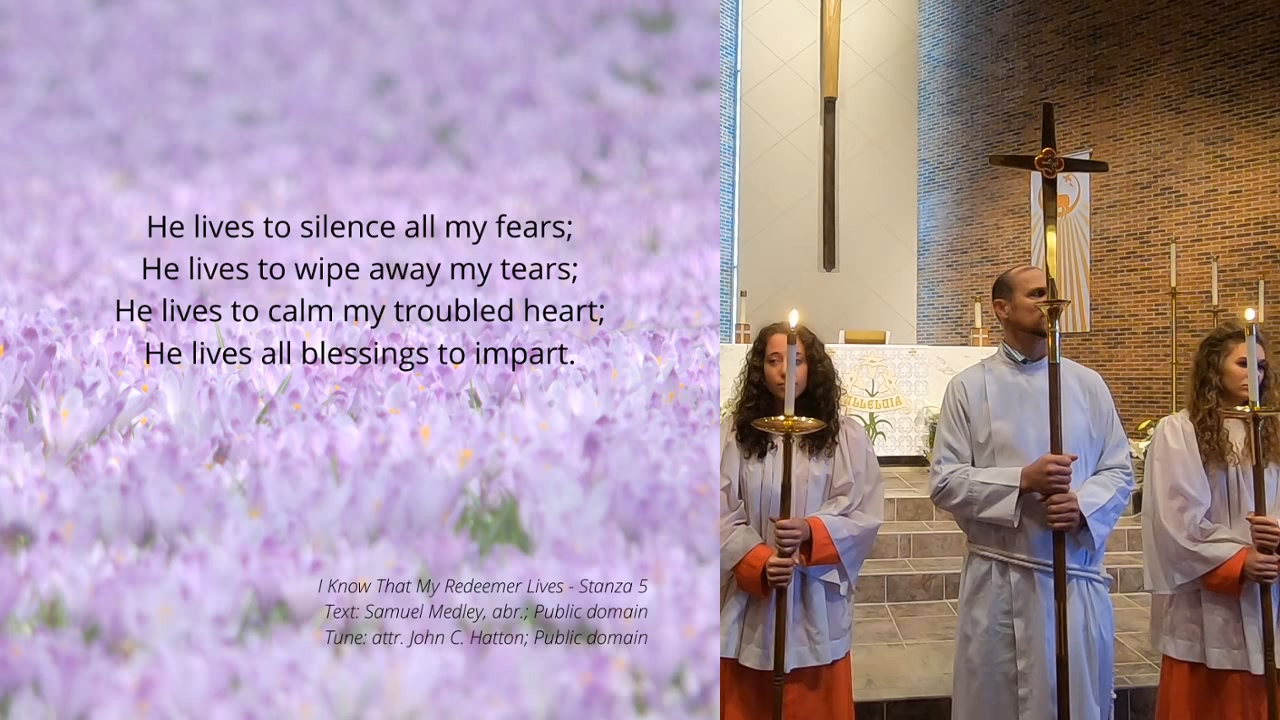 He lives to silence all my fears;
He lives to wipe away my tears;
He lives to calm my troubled heart;
He lives all blessings to impart.
I Know That My Redeemer Lives - Stanza 5
Text: Samuel Medley, abr.; Public domain
Tune: attr. John C. Hatton; Public domain
ALLELUIA